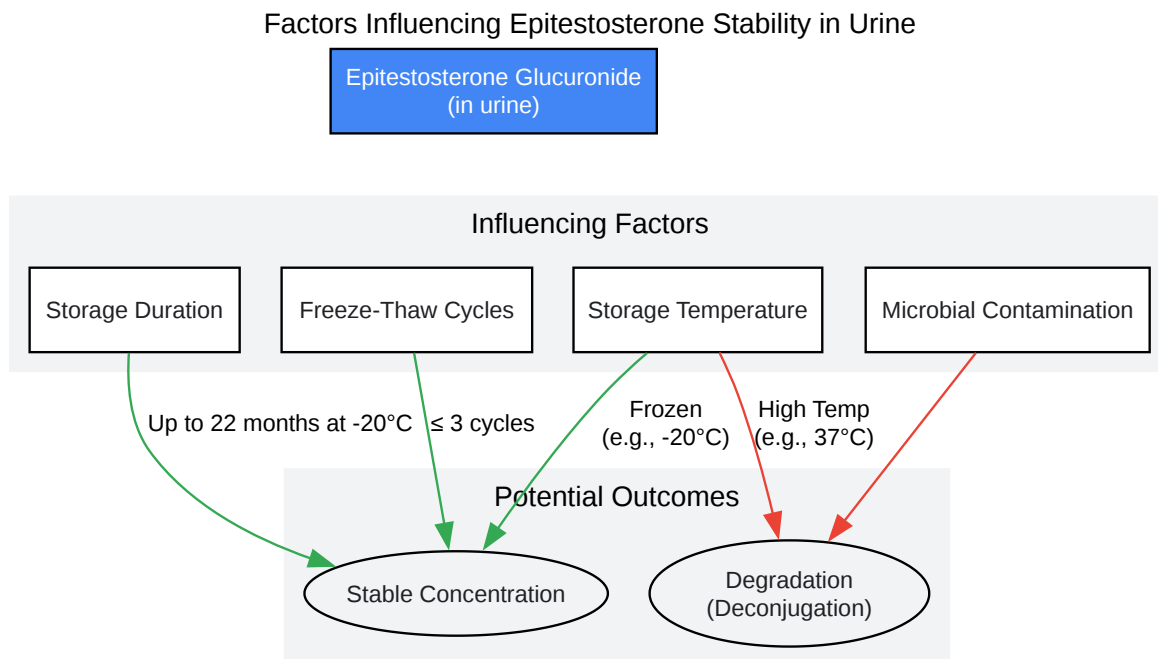 Factors Influencing Epitestosterone Stability in Urine
Epitestosterone Glucuronide
(in urine)
Influencing Factors
Storage Duration
Freeze-Thaw Cycles
Storage Temperature
Microbial Contamination
Up to 22 months at -20°C
≤ 3 cycles
Frozen
(e.g., -20°C)
High Temp
(e.g., 37°C)
Potential Outcomes
Stable Concentration
Degradation
(Deconjugation)